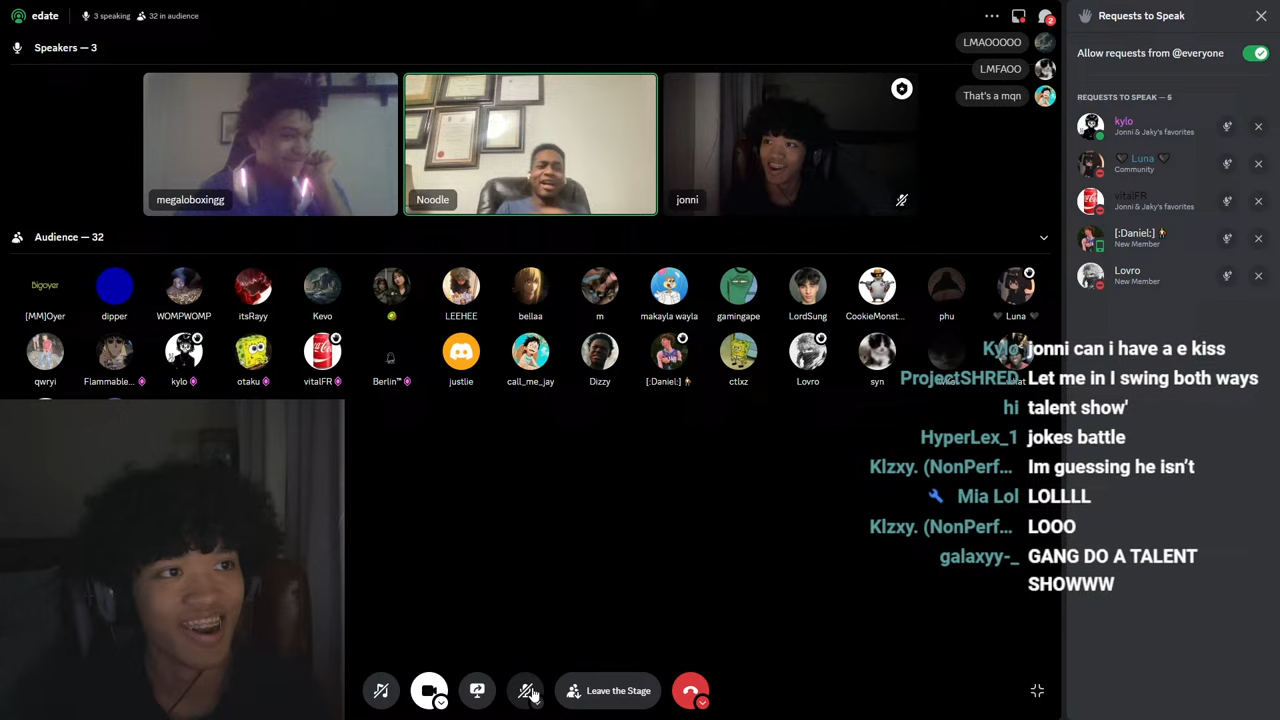 edate
3 speaking
32 in audience
Requests to Speak
2
LMAOOOOO
LMFAOO
That's a mqn
Speakers — 3
Allow requests from @everyone
REQUESTS TO SPEAK — 5
megaloboxingg
Noodle
jonni
kylo
Jonni & Jaky's favorites
🖤 Luna 🖤
Community
vitalFR
Jonni & Jaky's favorites
[:Daniel:]
New Member
Lovro
New Member
Audience — 32
Bigoyer
[MM]Oyer
dipper
WOMPWOMP
itsRayy
Kevo
LEEHEE
bellaa
m
makayla wayla
gamingape
LordSung
CookieMonst...
phu
🖤 Luna 🖤
qwryi
Flammable...
kylo
otaku
vitalFR
Berlin™
justlie
call_me_jay
Dizzy
[:Daniel:]
ctlxz
Lovro
syn
Kylo jonni can i have a e kiss
ProjectSHRED Let me in I swing both ways
hi talent show'
HyperLex_1 jokes battle
Klzxy. (NonPerf... Im guessing he isn't
Mia Lol LOLLLL
Klzxy. (NonPerf... LOOO
galaxyy-_ GANG DO A TALENT
SHOWWW
Leave the Stage